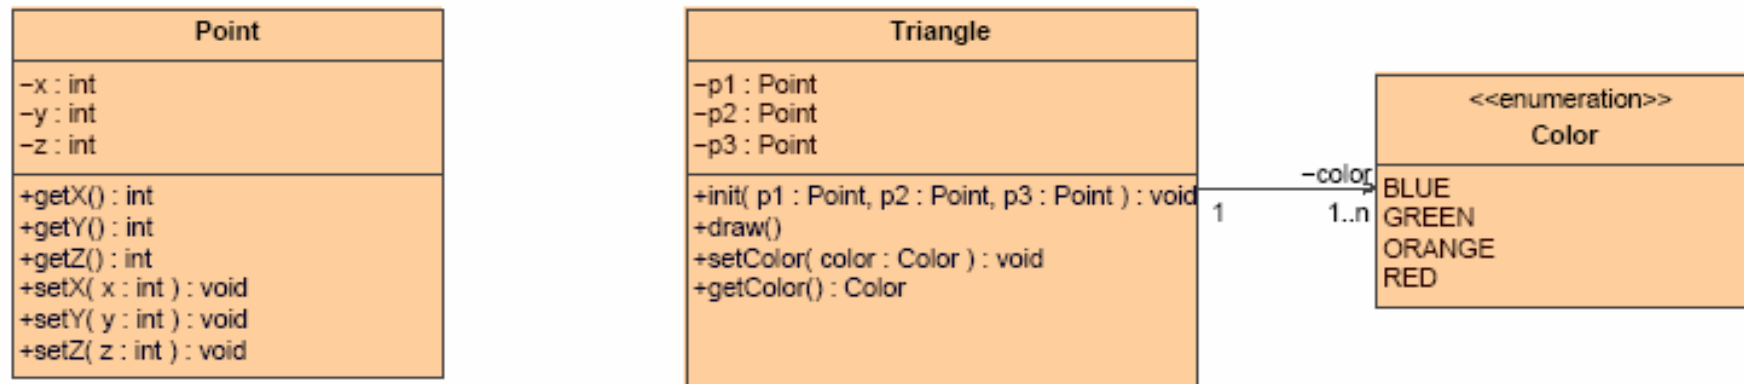 Point
−x : int
−y : int
−z : int
+getX() : int
+getY() : int
+getZ() : int
+setX( x : int ) : void
+setY( y : int ) : void
+setZ( z : int ) : void
Triangle
−p1 : Point
−p2 : Point
−p3 : Point
+init( p1 : Point, p2 : Point, p3 : Point ) : void
+draw()
+setColor( color : Color ) : void
+getColor() : Color
1
−color
1..n
<<enumeration>>
Color
BLUE
GREEN
ORANGE
RED